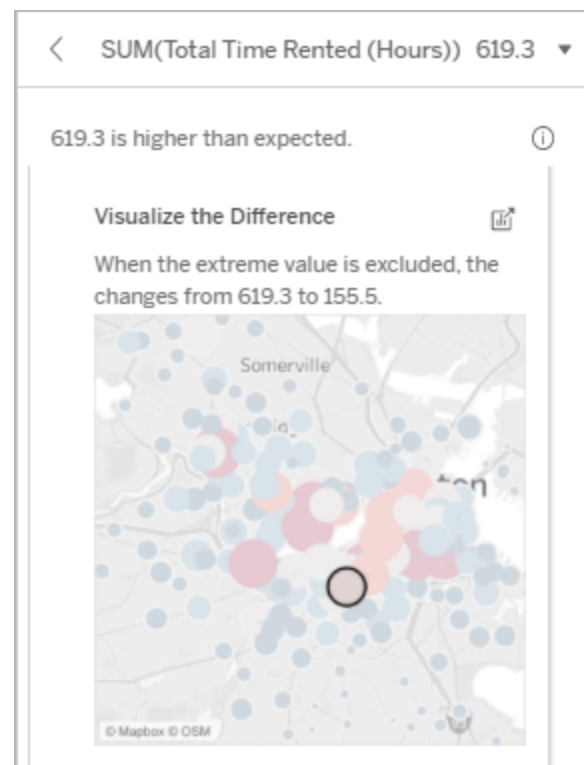 SUM(Total Time Rented (Hours)) 619.3
619.3 is higher than expected.
Visualize the Difference
When the extreme value is excluded, the
changes from 619.3 to 155.5.
Somerville
© Mapbox © OSM